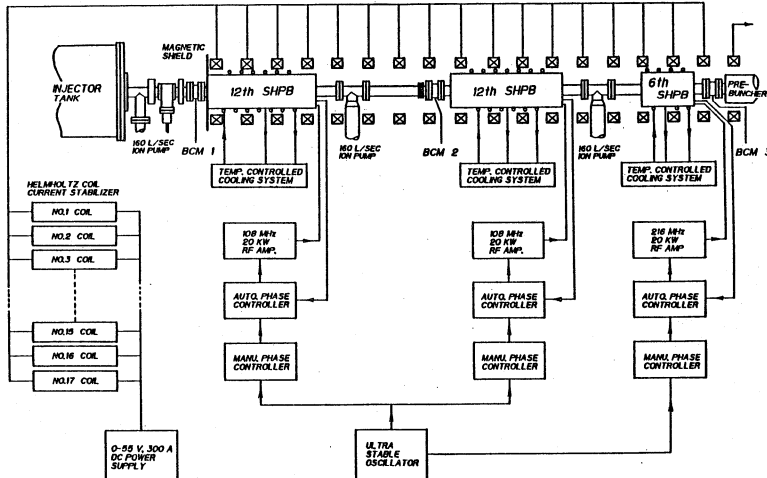 INJECTOR
TANK
MAGNETIC
SHIELD
12th SHPB
12th SHPB
6th
SHPB
PRE-
BUNCHER
160 L/SEC
ION PUMP
BCM 1
160 L/SEC
ION PUMP
BCM 2
160 L/SEC
ION PUMP
BCM 3
TEMP. CONTROLLED
COOLING SYSTEM
TEMP. CONTROLLED
COOLING SYSTEM
TEMP. CONTROLLED
COOLING SYSTEM
HELMHOLTZ COIL
CURRENT STABILIZER
NO.1 COIL
NO.2 COIL
NO.3 COIL
NO.15 COIL
NO.16 COIL
NO.17 COIL
108 MHz
20 KW
RF AMP.
108 MHz
20 KW
RF AMP.
216 MHz
20 KW
RF AMP.
AUTO. PHASE
CONTROLLER
AUTO. PHASE
CONTROLLER
AUTO. PHASE
CONTROLLER
MANU. PHASE
CONTROLLER
MANU. PHASE
CONTROLLER
MANU. PHASE
CONTROLLER
0-55 V, 300 A
DC POWER
SUPPLY
ULTRA
STABLE
OSCILLATOR